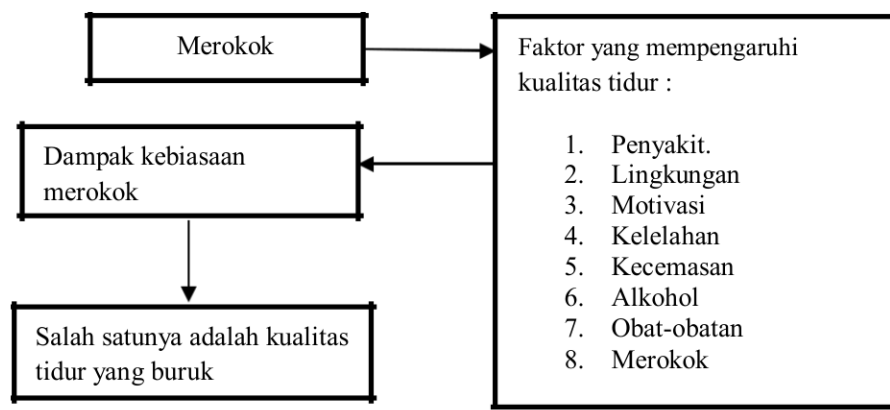 Merokok
Faktor yang mempengaruhi
kualitas tidur :
1. Penyakit.
2. Lingkungan
3. Motivasi
4. Kelelahan
5. Kecemasan
6. Alkohol
7. Obat-obatan
8. Merokok
Dampak kebiasaan
merokok
Salah satunya adalah kualitas
tidur yang buruk